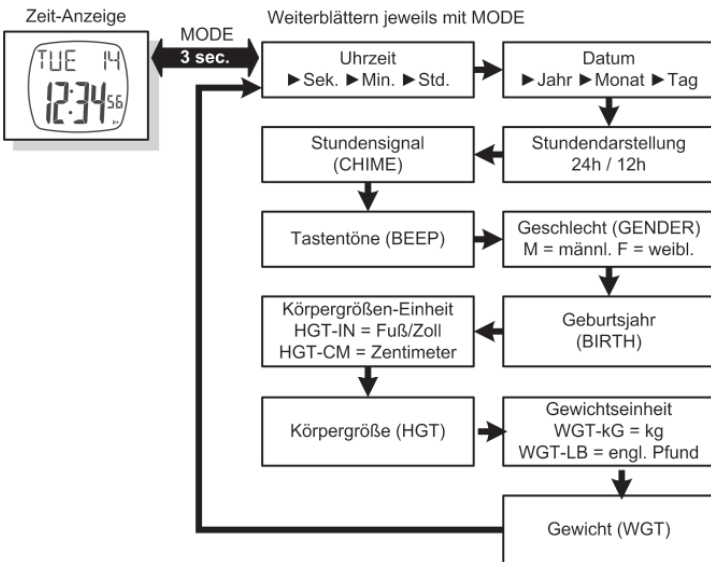 Zeit-Anzeige
TUE 14
12:34 56
MODE
3 sec.
Weiterblättern jeweils mit MODE
Uhrzeit
►Sek. ►Min. ►Std.
Datum
►Jahr ►Monat ►Tag
Stundendarstellung
24h / 12h
Stundensignal
(CHIME)
Tastentöne (BEEP)
Geschlecht (GENDER)
M = männl. F = weibl.
Geburtsjahr
(BIRTH)
Körpergrößen-Einheit
HGT-IN = Fuß/Zoll
HGT-CM = Zentimeter
Körpergröße (HGT)
Gewichtseinheit
WGT-kG = kg
WGT-LB = engl. Pfund
Gewicht (WGT)